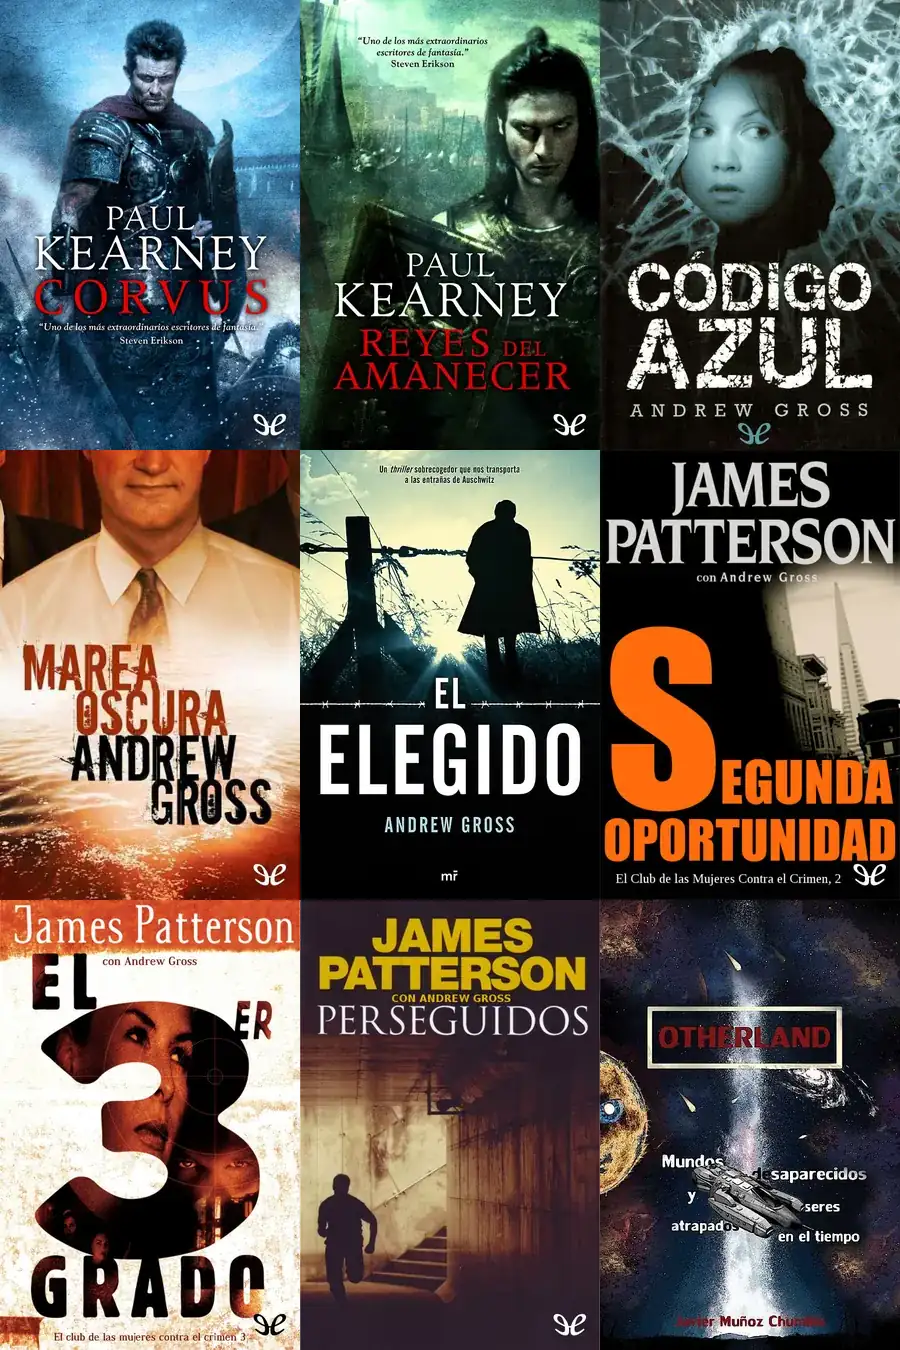 PAUL
KEARNEY
CORVUS
“Uno de los más extraordinarios escritores de fantasía.”
Steven Erikson
“Uno de los más extraordinarios
escritores de fantasía.”
Steven Erikson
PAUL
KEARNEY
REYES DEL
AMANECER
CÓDIGO
AZUL
ANDREW GROSS
MAREA
OSCURA
ANDREW
GROSS
Un thriller sobrecogedor que nos transporta
a las entrañas de Auschwitz
EL
ELEGIDO
ANDREW GROSS
mr
JAMES
PATTERSON
con Andrew Gross
SEGUNDA
OPORTUNIDAD
El Club de las Mujeres Contra el Crimen, 2
James Patterson
con Andrew Gross
EL
3ER
GRADO
El club de las mujeres contra el crimen 3
JAMES
PATTERSON
CON ANDREW GROSS
PERSEGUIDOS
OTHERLAND
Mundos desaparecidos
y seres
atrapados en el tiempo
Muñoz